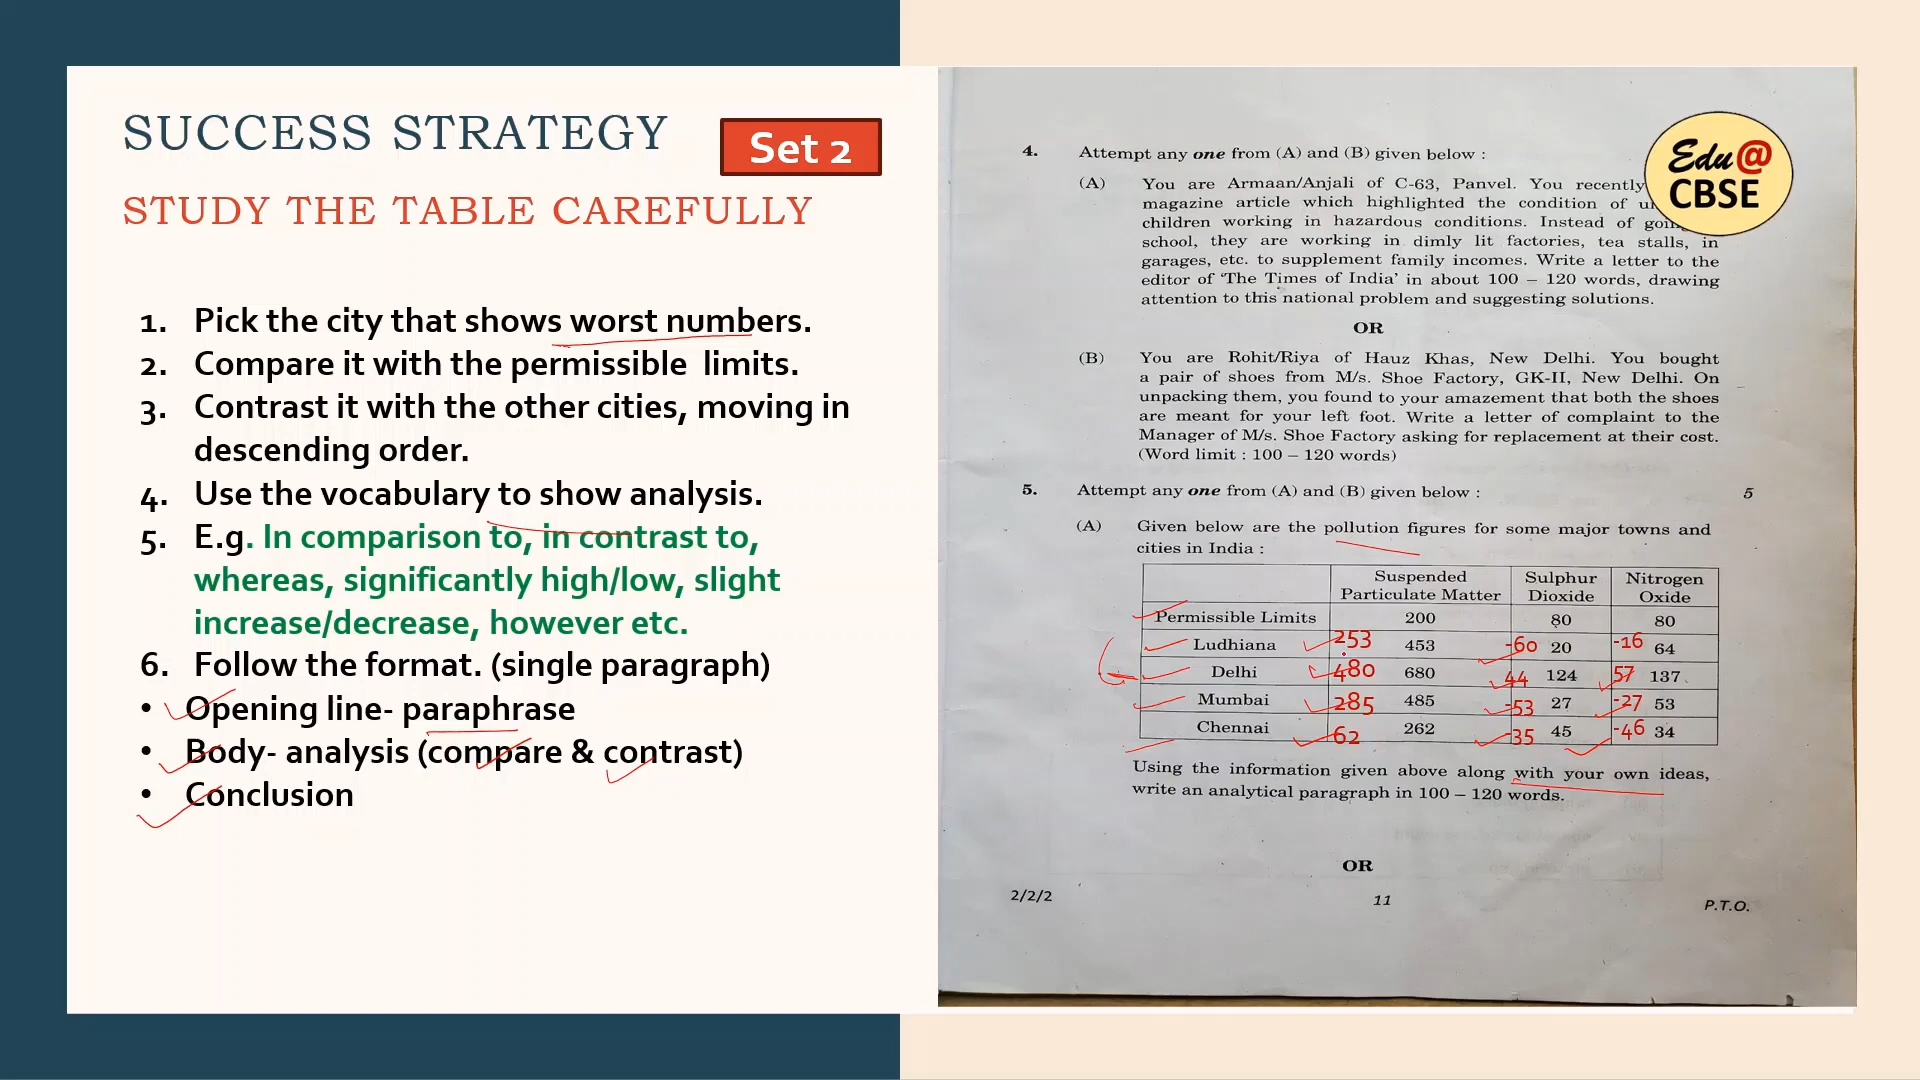 SUCCESS STRATEGY
Set 2
STUDY THE TABLE CAREFULLY
1. Pick the city that shows worst numbers.
2. Compare it with the permissible limits.
3. Contrast it with the other cities, moving in
descending order.
4. Use the vocabulary to show analysis.
5. E.g. In comparison to, in contrast to,
whereas, significantly high/low, slight
increase/decrease, however etc.
6. Follow the format. (single paragraph)
• Opening line- paraphrase
• Body- analysis (compare & contrast)
• Conclusion
Edu@
CBSE
4. Attempt any one from (A) and (B) given below :
(A) You are Armaan/Anjali of C-63, Panvel. You recently
magazine article which highlighted the condition of
children working in hazardous conditions. Instead of
school, they are working in dimly lit factories, tea stalls, in
garages, etc. to supplement family incomes. Write a letter to the
editor of ‘The Times of India’ in about 100 – 120 words, drawing
attention to this national problem and suggesting solutions.
OR
(B) You are Rohit/Riya of Hauz Khas, New Delhi. You bought
a pair of shoes from M/s. Shoe Factory, GK-II, New Delhi. On
unpacking them, you found to your amazement that both the shoes
are meant for your left foot. Write a letter of complaint to the
Manager of M/s. Shoe Factory asking for replacement at their cost.
(Word limit : 100 – 120 words)
5. Attempt any one from (A) and (B) given below : 5
(A) Given below are the pollution figures for some major towns and
cities in India :
Suspended Sulphur Nitrogen
Particulate Matter Dioxide Oxide
Permissible Limits 200 80 80
Ludhiana 253 453 -60 20 -16 64
Delhi 480 680 44 124 57 137
Mumbai 285 485 -53 27 -27 53
Chennai 62 262 -35 45 -46 34
Using the information given above along with your own ideas,
write an analytical paragraph in 100 – 120 words.
OR
2/2/2 11 P.T.O.